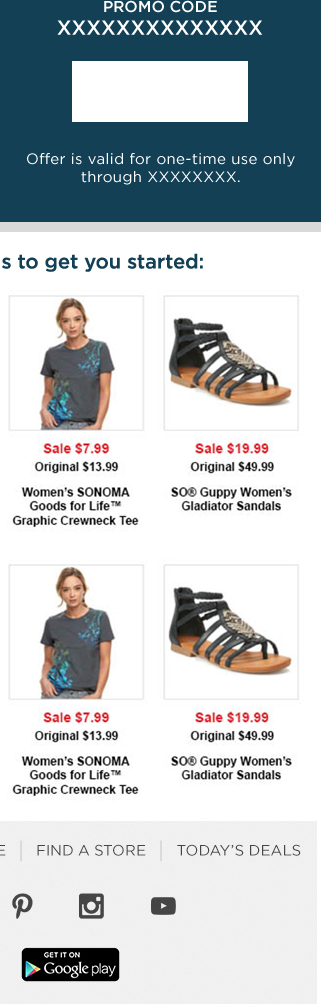 PROMO CODE
XXXXXXXXXXXXXX
Offer is valid for one-time use only
through XXXXXXXX.
s to get you started:
Sale $7.99
Original $13.99
Women's SONOMA
Goods for Life™
Graphic Crewneck Tee
Sale $19.99
Original $49.99
SO® Guppy Women's
Gladiator Sandals
Sale $7.99
Original $13.99
Women's SONOMA
Goods for Life™
Graphic Crewneck Tee
Sale $19.99
Original $49.99
SO® Guppy Women's
Gladiator Sandals
E | FIND A STORE | TODAY'S DEALS
GET IT ON
Google play